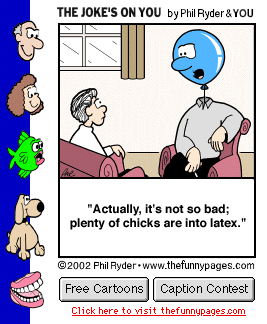 THE JOKE'S ON YOU by Phil Ryder & YOU
"Actually, it's not so bad;
plenty of chicks are into latex."
©2002 Phil Ryder • www.thefunnypages.com
Free Cartoons
Caption Contest
Click here to visit thefunnypages.com